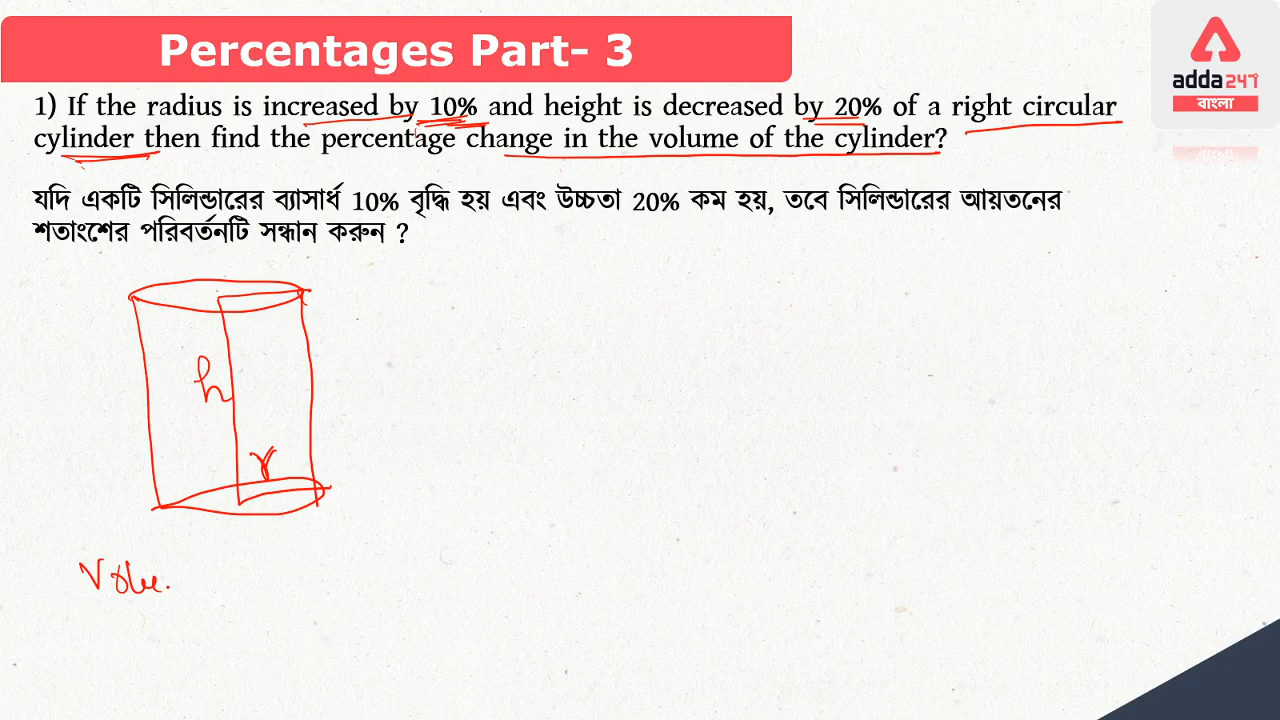 Percentages Part- 3
adda247
বাংলা
1) If the radius is increased by 10% and height is decreased by 20% of a right circular
cylinder then find the percentage change in the volume of the cylinder?
যদি একটি সিলিন্ডারের ব্যাসার্ধ 10% বৃদ্ধি হয় এবং উচ্চতা 20% কম হয়, তবে সিলিন্ডারের আয়তনের
শতাংশের পরিবর্তনটি সন্ধান করুন ?
h
r